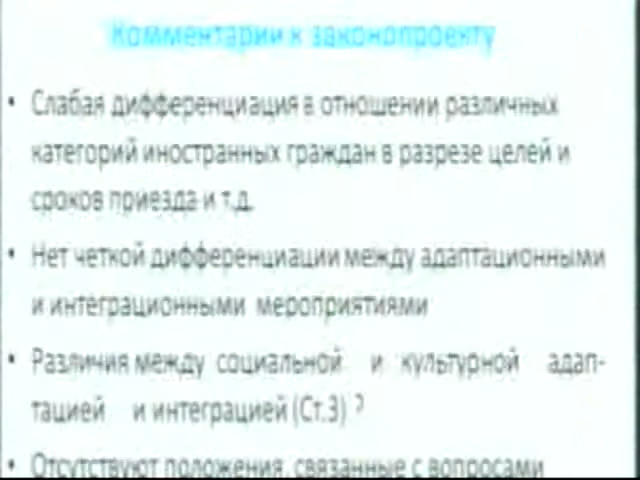 Комментарии к законопроекту
• Слабая дифференциация в отношении различных
категорий иностранных граждан в разрезе целей и
сроков приезда и т.д.
• Нет четкой дифференциации между адаптационными
и интеграционными мероприятиями
• Различия между социальной и культурной адап-
тацией и интеграцией (Ст.3) ?
• Отсутствуют положения, связанные с вопросами